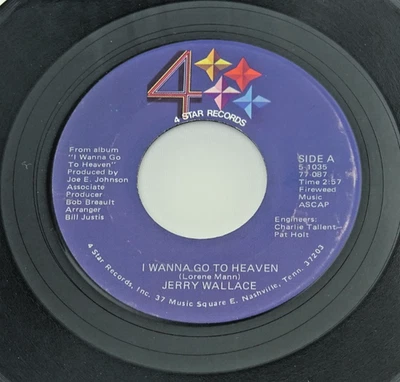 4
4 STAR RECORDS
From album
"I Wanna Go
To Heaven"
Produced by
Joe E. Johnson
Associate
Producer
Bob Breault
Arranger
Bill Justis
SIDE A
5-1035
77-087
Time 2:57
Fireweed
Music
ASCAP
Engineers:
Charlie Tallent
Pat Holt
I WANNA GO TO HEAVEN
(Lorene Mann)
JERRY WALLACE
4 Star Records, Inc. 37 Music Square E. Nashville, Tenn. 37203